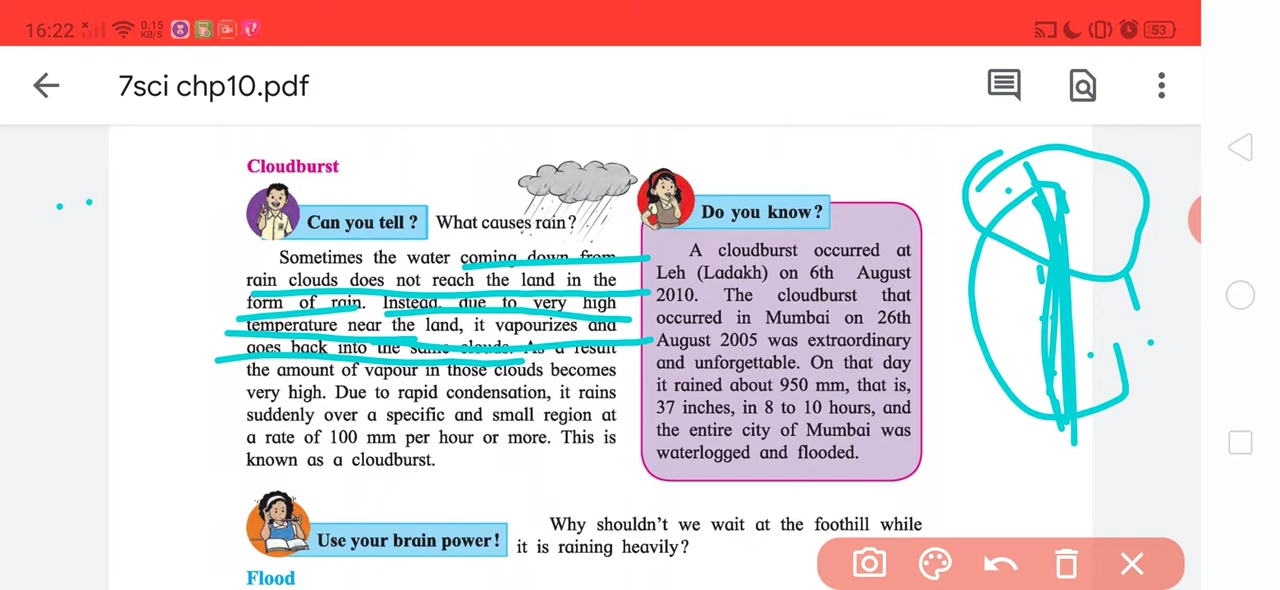 16:22
0.15
KB/S
53
7sci chp10.pdf
Cloudburst
Can you tell ? What causes rain?
Sometimes the water coming down from
rain clouds does not reach the land in the
form of rain. Instead, due to very high
temperature near the land, it vapourizes and
goes back into the same clouds. As a result
the amount of vapour in those clouds becomes
very high. Due to rapid condensation, it rains
suddenly over a specific and small region at
a rate of 100 mm per hour or more. This is
known as a cloudburst.
Do you know?
A cloudburst occurred at
Leh (Ladakh) on 6th August
2010. The cloudburst that
occurred in Mumbai on 26th
August 2005 was extraordinary
and unforgettable. On that day
it rained about 950 mm, that is,
37 inches, in 8 to 10 hours, and
the entire city of Mumbai was
waterlogged and flooded.
Use your brain power!
Why shouldn't we wait at the foothill while
it is raining heavily?
Flood